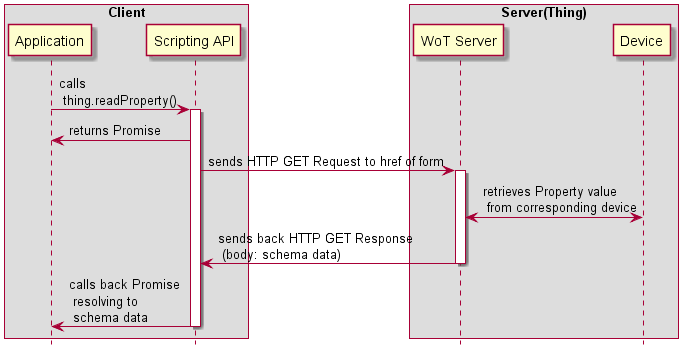 Client
Server(Thing)
Application
Scripting API
WoT Server
Device
calls
thing.readProperty()
returns Promise
sends HTTP GET Request to href of form
retrieves Property value
from corresponding device
sends back HTTP GET Response
(body: schema data)
calls back Promise
resolving to
schema data